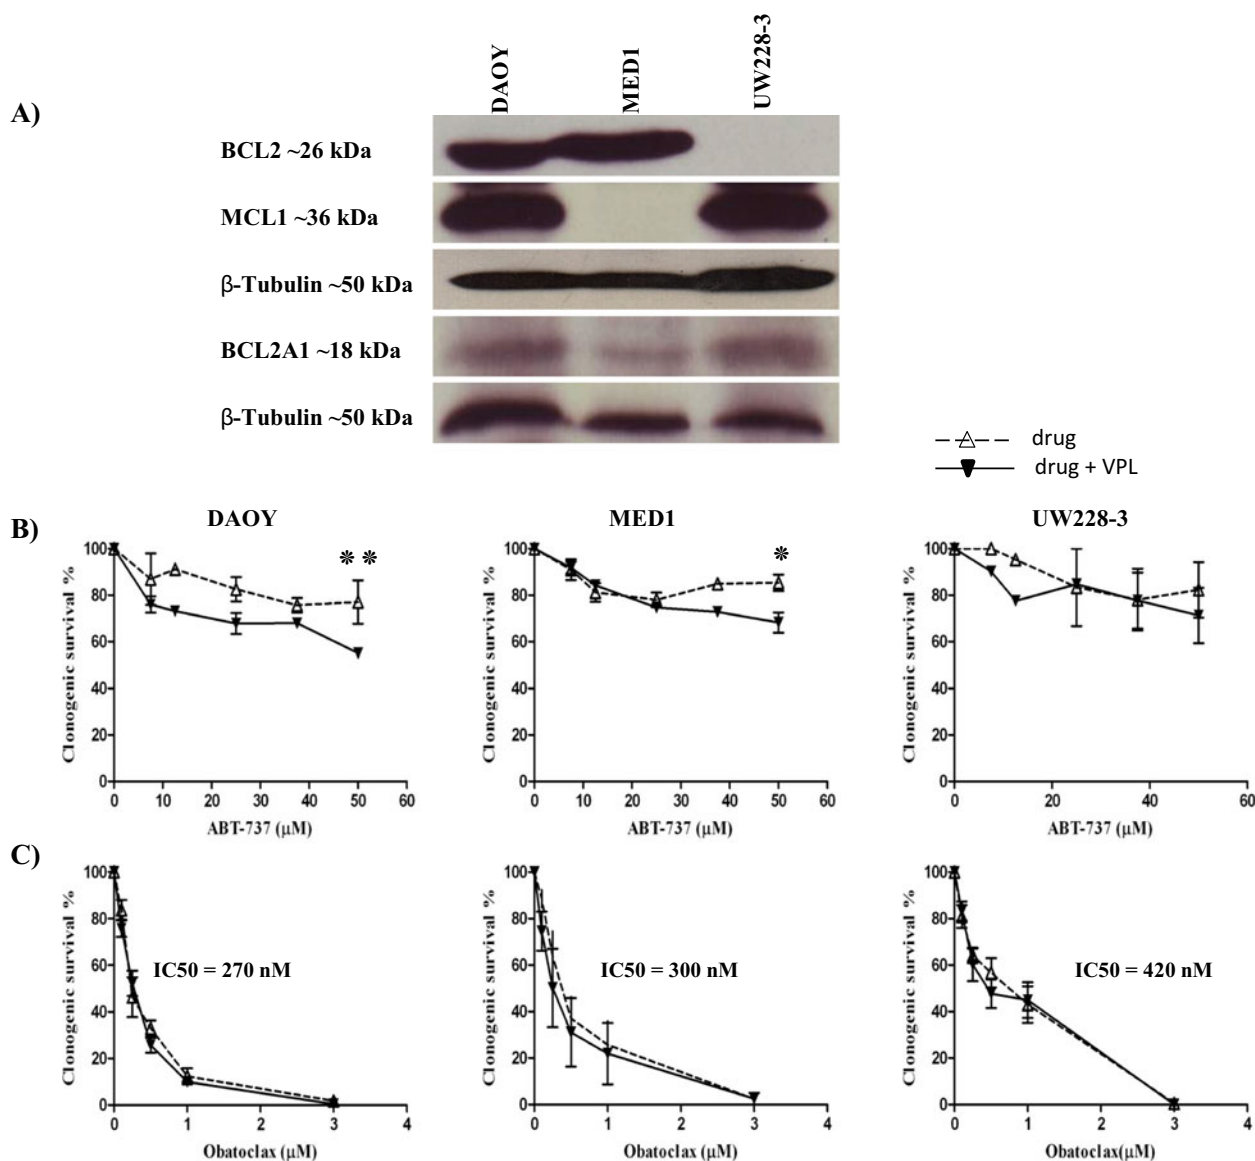 DAOY
MED1
UW228-3
A)
BCL2 ~26 kDa
MCL1 ~36 kDa
β-Tubulin ~50 kDa
BCL2A1 ~18 kDa
β-Tubulin ~50 kDa
drug
drug + VPL
B)
DAOY
MED1
UW228-3
Clonogenic survival %
100
80
60
40
20
0
* *
0 10 20 30 40 50 60
ABT-737 (μM)
Clonogenic survival %
100
80
60
40
20
0
*
0 10 20 30 40 50 60
ABT-737 (μM)
Clonogenic survival %
100
80
60
40
20
0
0 20 40 60
ABT-737 (μM)
C)
Clonogenic survival %
100
80
60
40
20
0
IC50 = 270 nM
0 1 2 3 4
Obatoclax (μM)
Clonogenic survival %
100
80
60
40
20
0
IC50 = 300 nM
0 1 2 3 4
Obatoclax (μM)
Clonogenic survival %
100
80
60
40
20
0
IC50 = 420 nM
0 1 2 3 4
Obatoclax(μM)